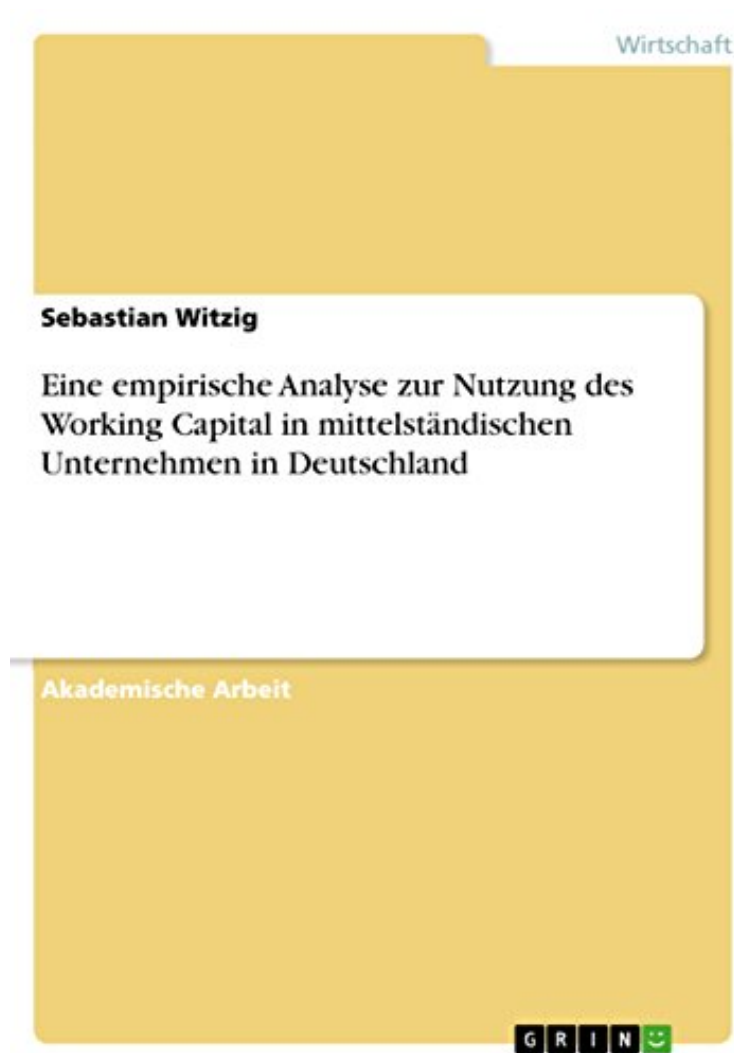 Wirtschaft
Sebastian Witzig
Eine empirische Analyse zur Nutzung des
Working Capital in mittelständischen
Unternehmen in Deutschland
Akademische Arbeit
GRIN